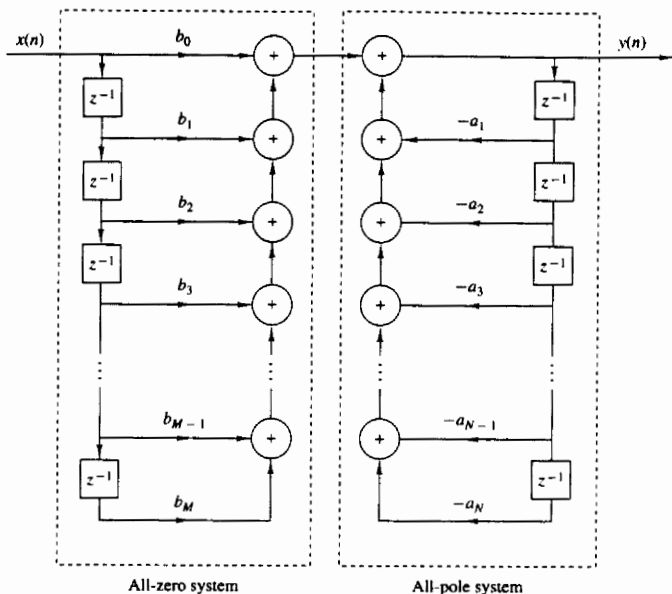 x(n) b₀ + + y(n)
z⁻¹ z⁻¹
b₁ + + −a₁
z⁻¹ z⁻¹
b₂ + + −a₂
z⁻¹ z⁻¹
b₃ + + −a₃
b_{M−1} + + −a_{N−1}
z⁻¹ z⁻¹
b_M −a_N
All-zero system All-pole system